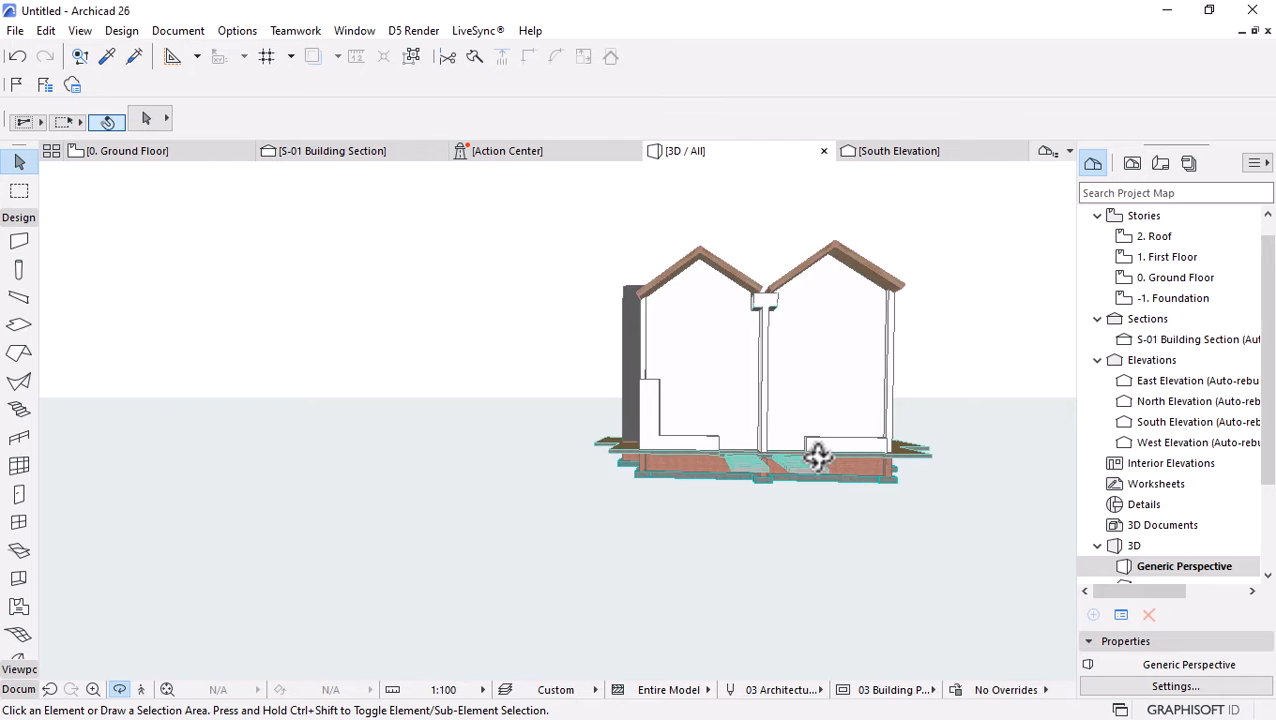 Untitled - Archicad 26
File Edit View Design Document Options Teamwork Window D5 Render LiveSync® Help
[0. Ground Floor] [S-01 Building Section] [Action Center] [3D / All] [South Elevation]
Design
Search Project Map
Stories
2. Roof
1. First Floor
0. Ground Floor
-1. Foundation
Sections
S-01 Building Section (Aut
Elevations
East Elevation (Auto-rebu
North Elevation (Auto-rebu
South Elevation (Auto-rebu
West Elevation (Auto-rebu
Interior Elevations
Worksheets
Details
3D Documents
3D
Generic Perspective
Properties
Generic Perspective
Settings...
Viewpc
Docum
N/A N/A 1:100 Custom Entire Model 03 Architectu... 03 Building P... No Overrides
Click an Element or Draw a Selection Area. Press and Hold Ctrl+Shift to Toggle Element/Sub-Element Selection.
GRAPHISOFT ID